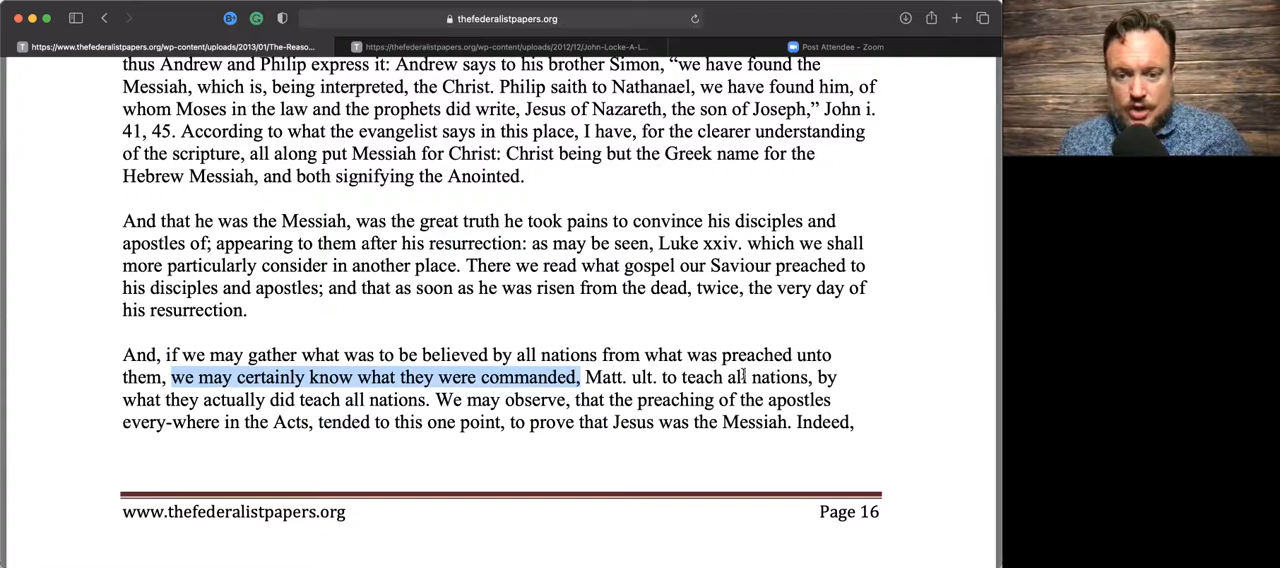 thefederalistpapers.org
https://www.thefederalistpapers.org/wp-content/uploads/2013/01/The-Reaso...
https://thefederalistpapers.org/wp-content/uploads/2012/12/John-Locke-A-L...
Post Attendee - Zoom
thus Andrew and Philip express it: Andrew says to his brother Simon, “we have found the
Messiah, which is, being interpreted, the Christ. Philip saith to Nathanael, we have found him, of
whom Moses in the law and the prophets did write, Jesus of Nazareth, the son of Joseph,” John i.
41, 45. According to what the evangelist says in this place, I have, for the clearer understanding
of the scripture, all along put Messiah for Christ: Christ being but the Greek name for the
Hebrew Messiah, and both signifying the Anointed.
And that he was the Messiah, was the great truth he took pains to convince his disciples and
apostles of; appearing to them after his resurrection: as may be seen, Luke xxiv. which we shall
more particularly consider in another place. There we read what gospel our Saviour preached to
his disciples and apostles; and that as soon as he was risen from the dead, twice, the very day of
his resurrection.
And, if we may gather what was to be believed by all nations from what was preached unto
them, we may certainly know what they were commanded, Matt. ult. to teach all nations, by
what they actually did teach all nations. We may observe, that the preaching of the apostles
every-where in the Acts, tended to this one point, to prove that Jesus was the Messiah. Indeed,
www.thefederalistpapers.org Page 16